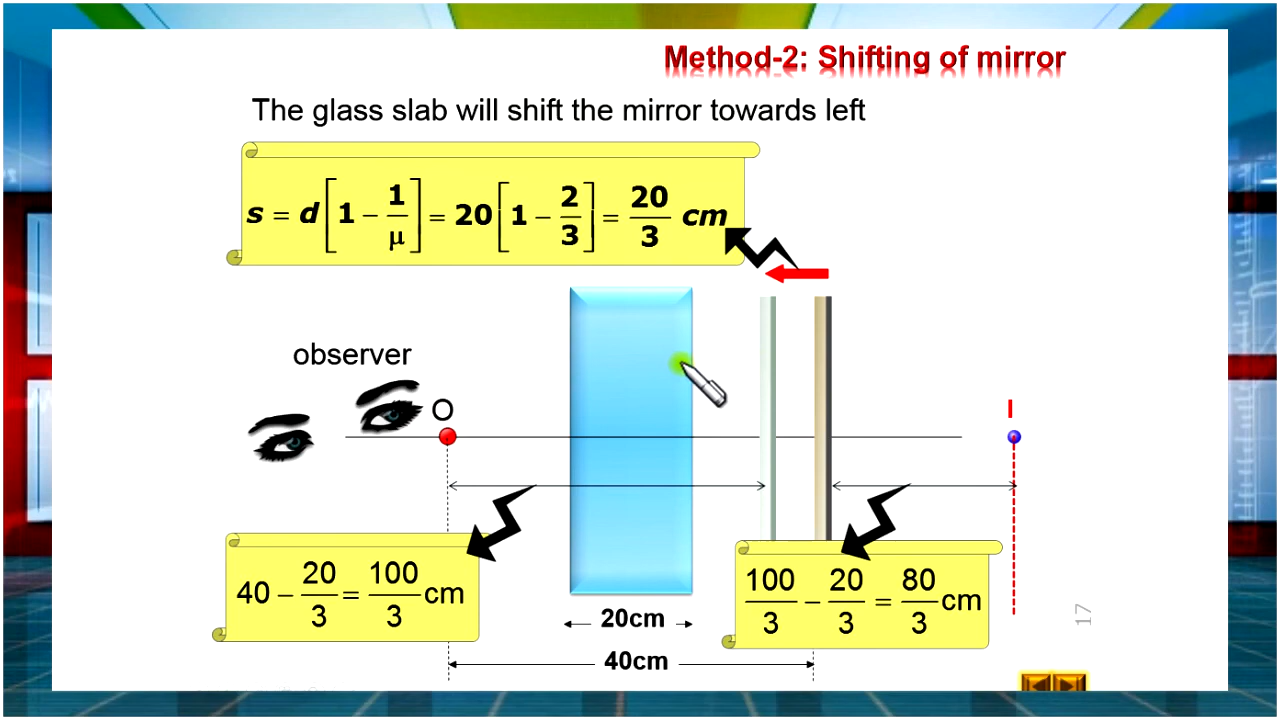 Method-2: Shifting of mirror
The glass slab will shift the mirror towards left
s = d[1 − 1/μ] = 20[1 − 2/3] = 20/3 cm
observer
O
I
40 − 20/3 = 100/3 cm
100/3 − 20/3 = 80/3 cm
20cm
40cm
17